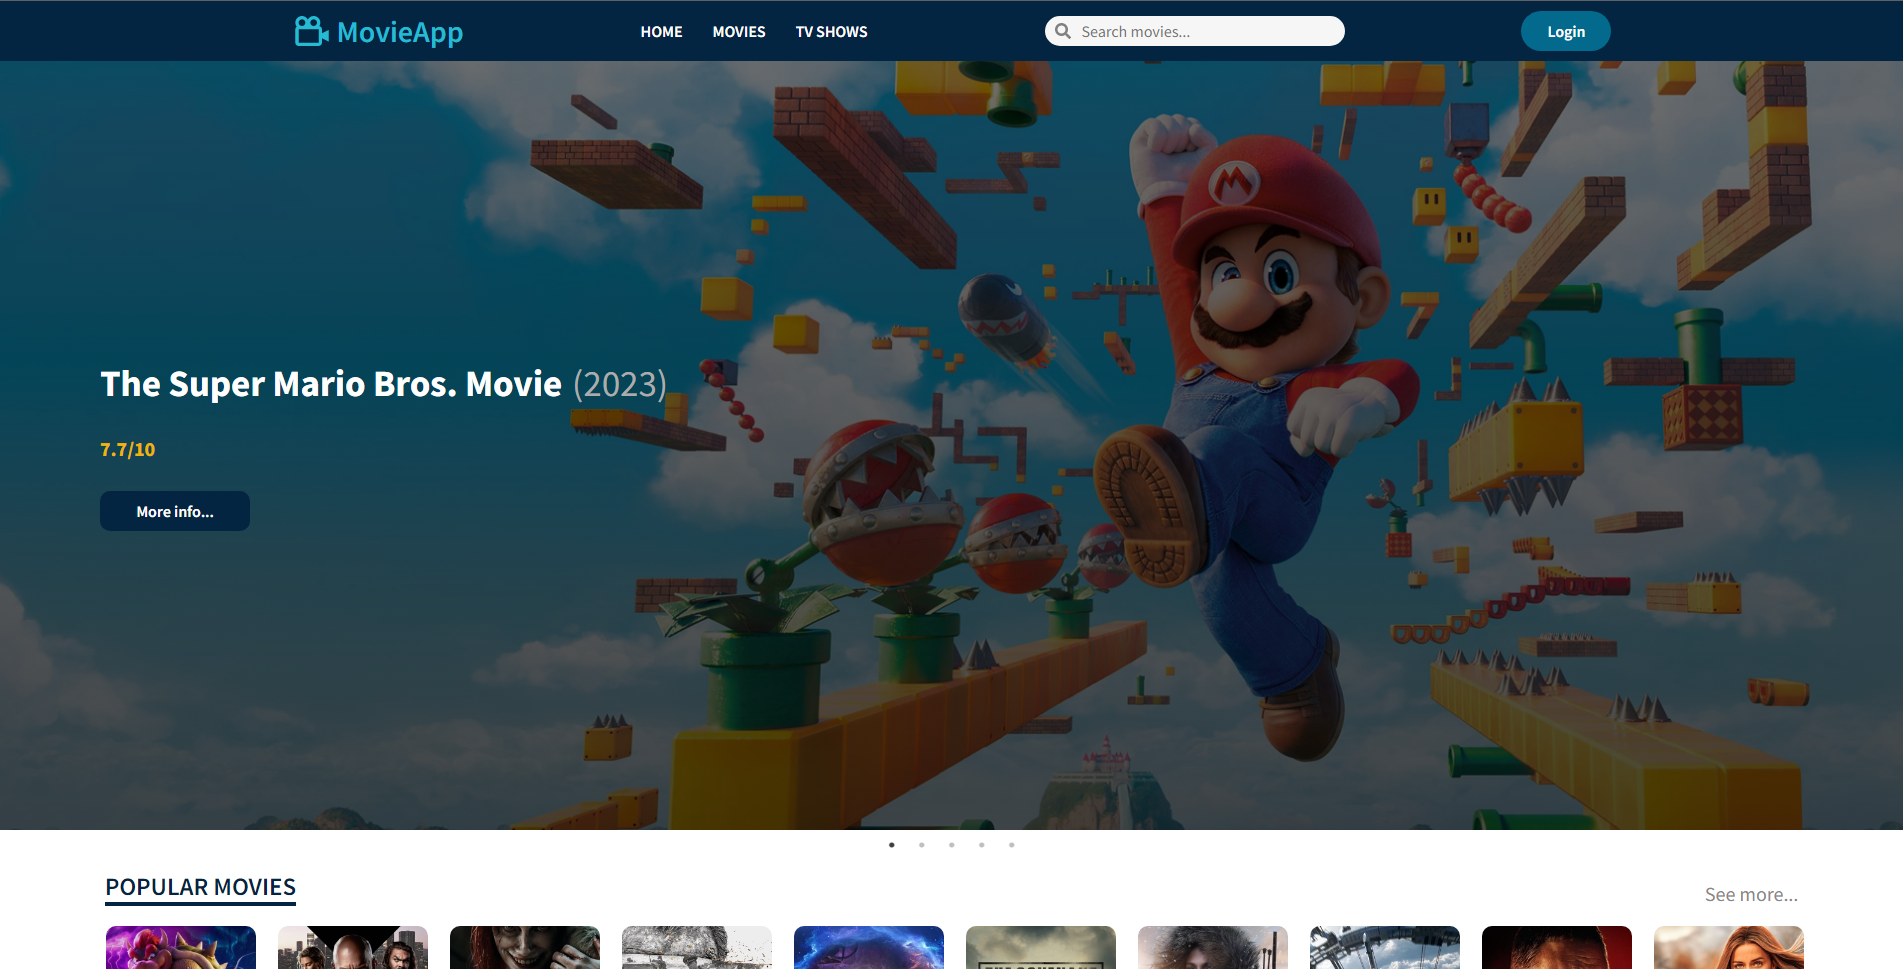 MovieApp
HOME MOVIES TV SHOWS
Search movies...
Login
M
The Super Mario Bros. Movie (2023)
7.7/10
More info...
POPULAR MOVIES
See more...